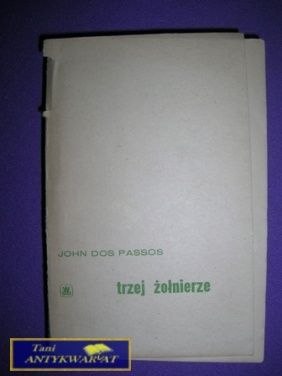 JOHN DOS PASSOS
trzej żołnierze
Tani
ANTYKWARIAT